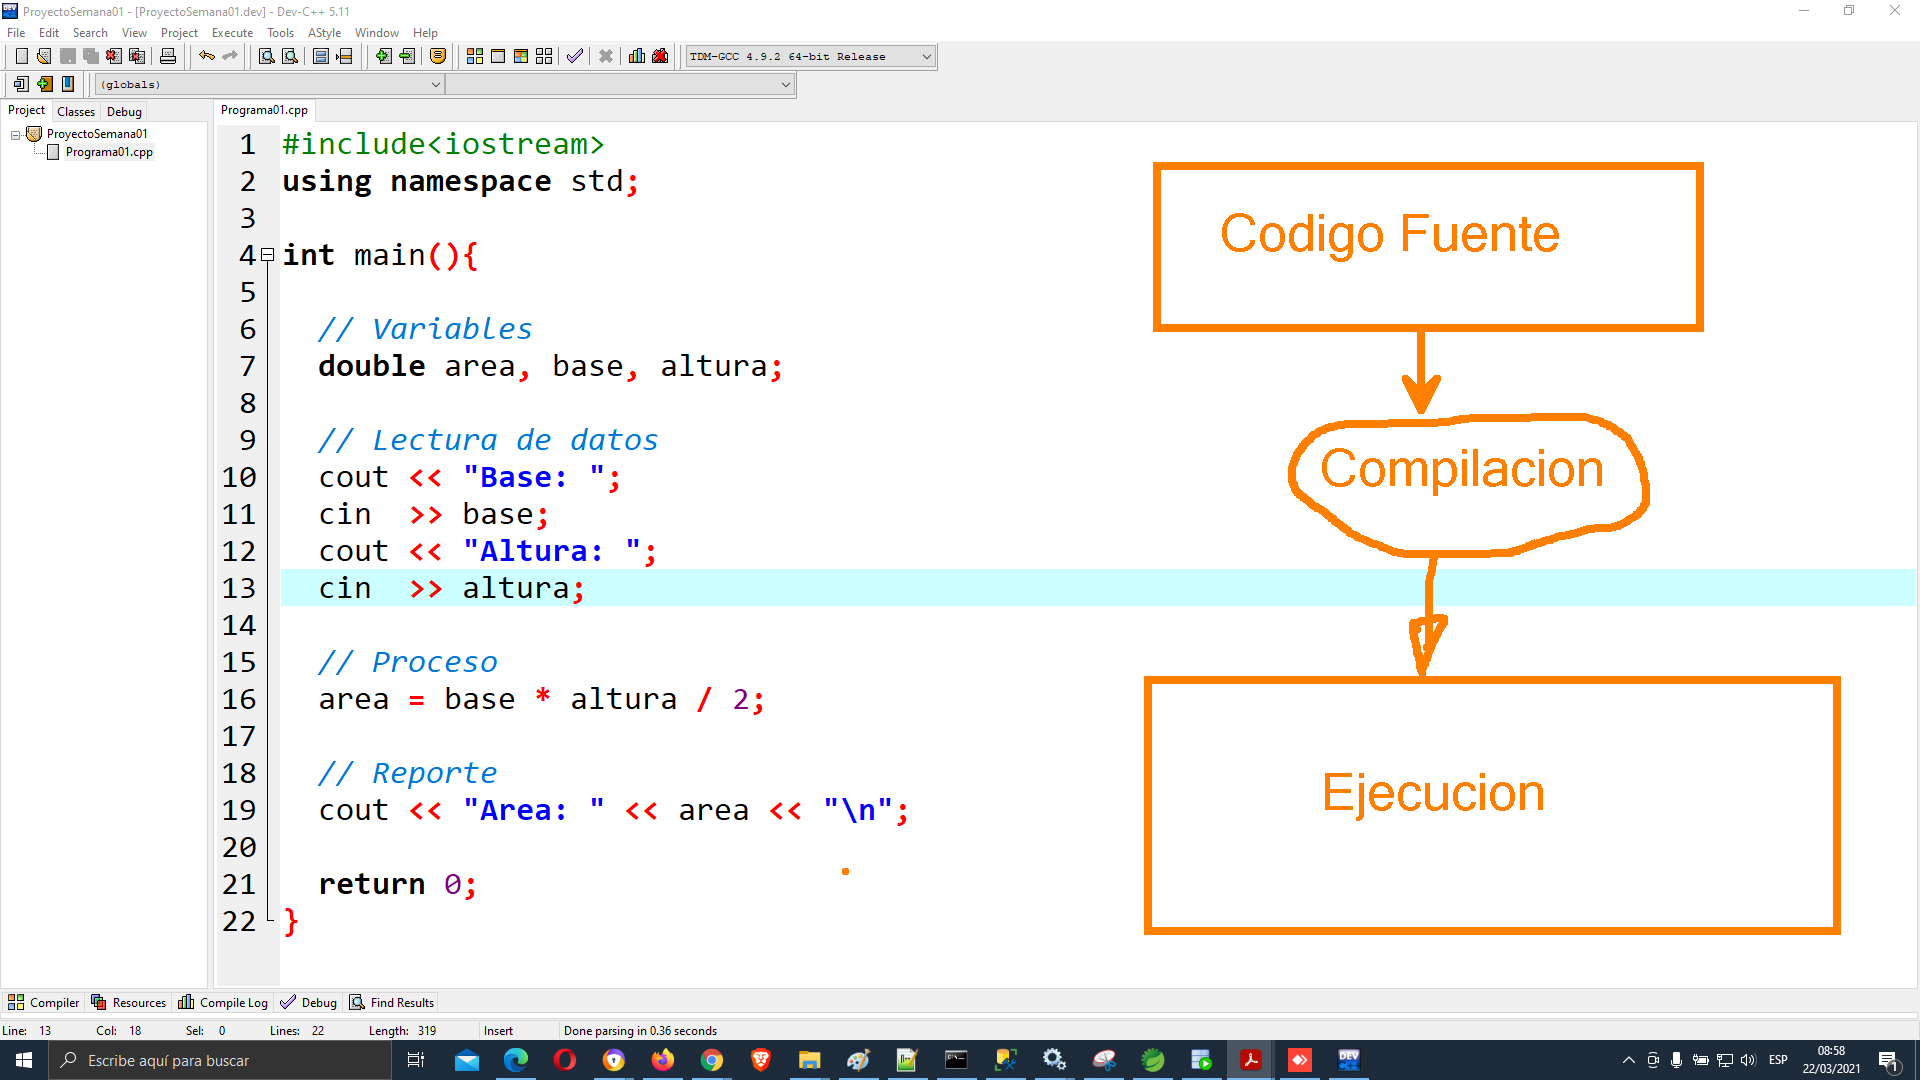 ProyectoSemana01 - [ProyectoSemana01.dev] - Dev-C++ 5.11
File Edit Search View Project Execute Tools AStyle Window Help
TDM-GCC 4.9.2 64-bit Release
(globals)
Project Classes Debug
Programa01.cpp
ProyectoSemana01
Programa01.cpp
1 #include<iostream>
2 using namespace std;
3
4 int main(){
5
6 // Variables
7 double area, base, altura;
8
9 // Lectura de datos
10 cout << "Base: ";
11 cin >> base;
12 cout << "Altura: ";
13 cin >> altura;
14
15 // Proceso
16 area = base * altura / 2;
17
18 // Reporte
19 cout << "Area: " << area << "\n";
20
21 return 0;
22 }
Codigo Fuente
Compilacion
Ejecucion
Compiler Resources Compile Log Debug Find Results
Line: 13 Col: 18 Sel: 0 Lines: 22 Length: 319 Insert Done parsing in 0.36 seconds
Escribe aquí para buscar
DEV
ESP
08:58
22/03/2021
1